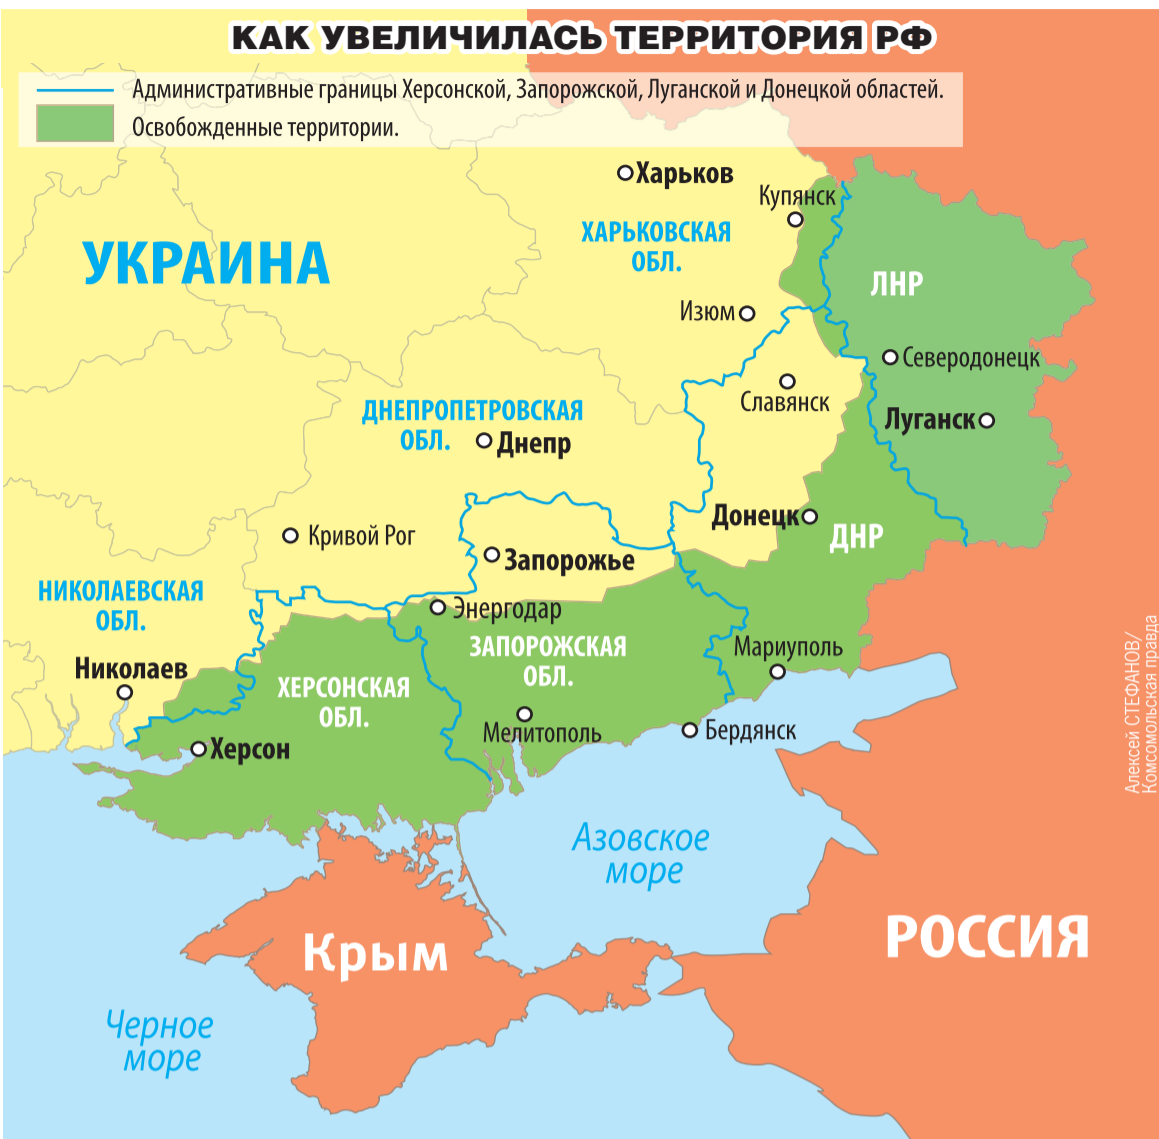 КАК УВЕЛИЧИЛАСЬ ТЕРРИТОРИЯ РФ
Административные границы Херсонской, Запорожской, Луганской и Донецкой областей.
Освобожденные территории.
Харьков
Купянск
ХАРЬКОВСКАЯ
ОБЛ.
УКРАИНА
ЛНР
Изюм
Северодонецк
Славянск
ДНЕПРОПЕТРОВСКАЯ
ОБЛ.
Днепр
Луганск
Донецк
ДНР
Кривой Рог
Запорожье
НИКОЛАЕВСКАЯ
ОБЛ.
Энергодар
ЗАПОРОЖСКАЯ
ОБЛ.
Мариуполь
Николаев
ХЕРСОНСКАЯ
ОБЛ.
Мелитополь
Бердянск
Херсон
Алексей СТЕФАНОВ/
Комсомольская правда
Азовское
море
РОССИЯ
Крым
Черное
море